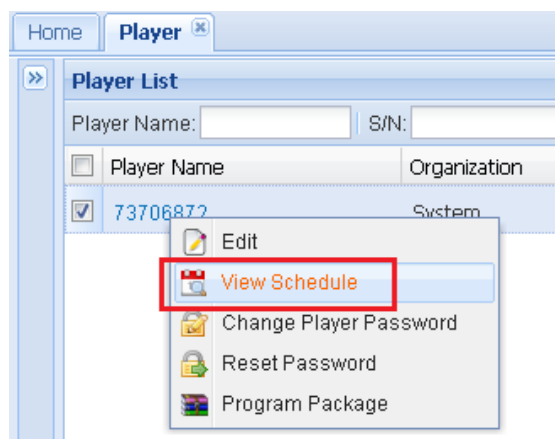 Home Player
Player List
Player Name: S/N:
Player Name Organization
73706872 System
Edit
View Schedule
Change Player Password
Reset Password
Program Package